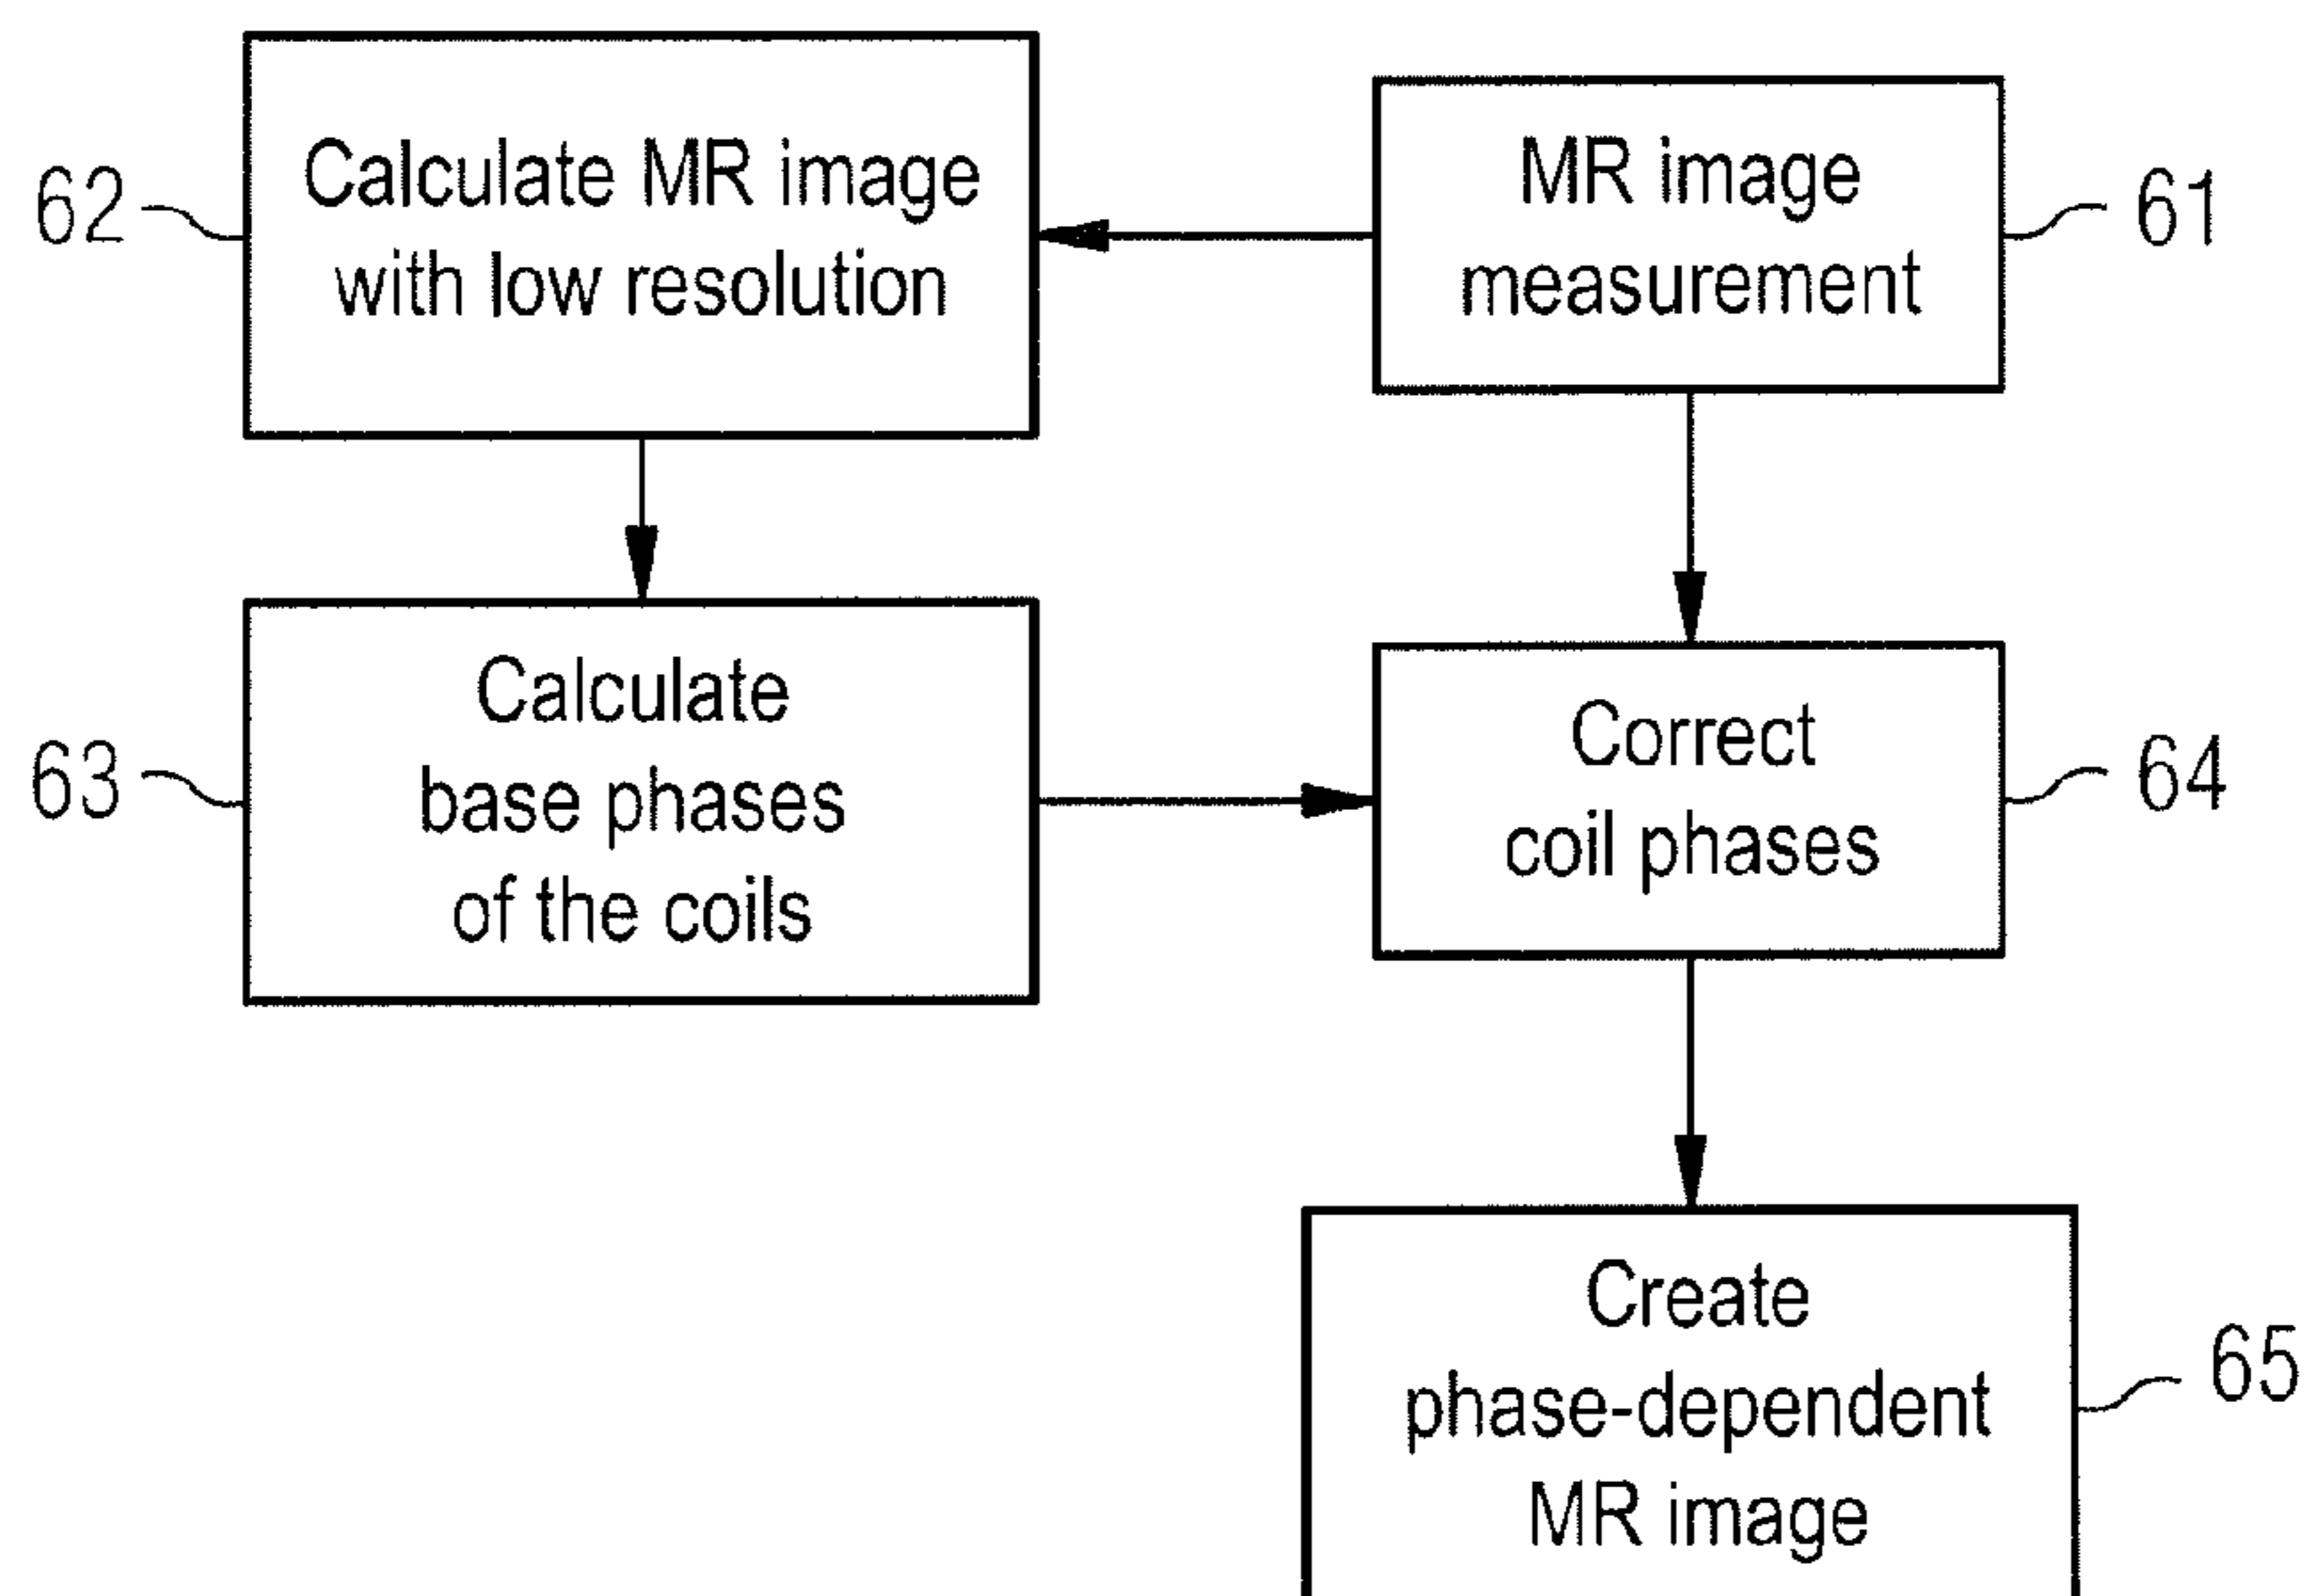 62
Calculate MR image
with low resolution
MR image
measurement
61
63
Calculate
base phases
of the coils
Correct
coil phases
64
Create
phase-dependent
MR image
65